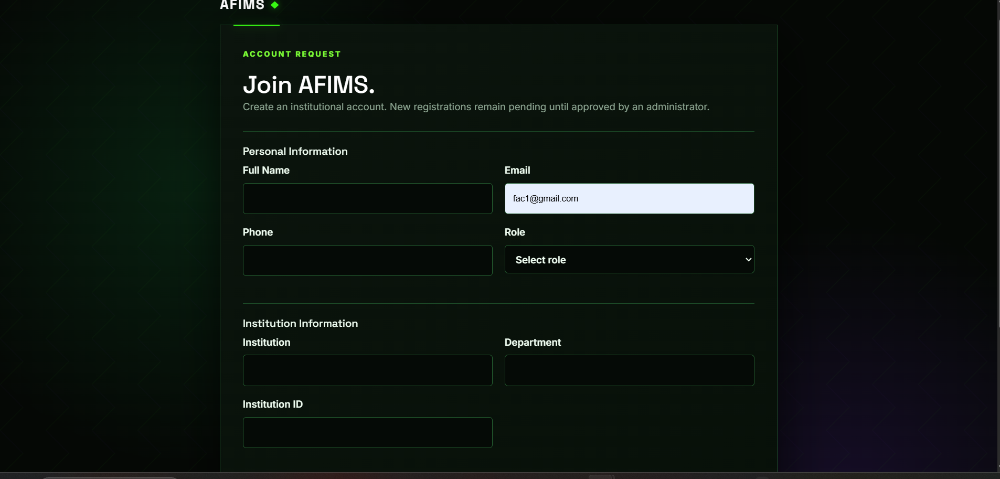 AFIMS
ACCOUNT REQUEST
Join AFIMS.
Create an institutional account. New registrations remain pending until approved by an administrator.
Personal Information
Full Name
Email
fac1@gmail.com
Phone
Role
Select role
Institution Information
Institution
Department
Institution ID